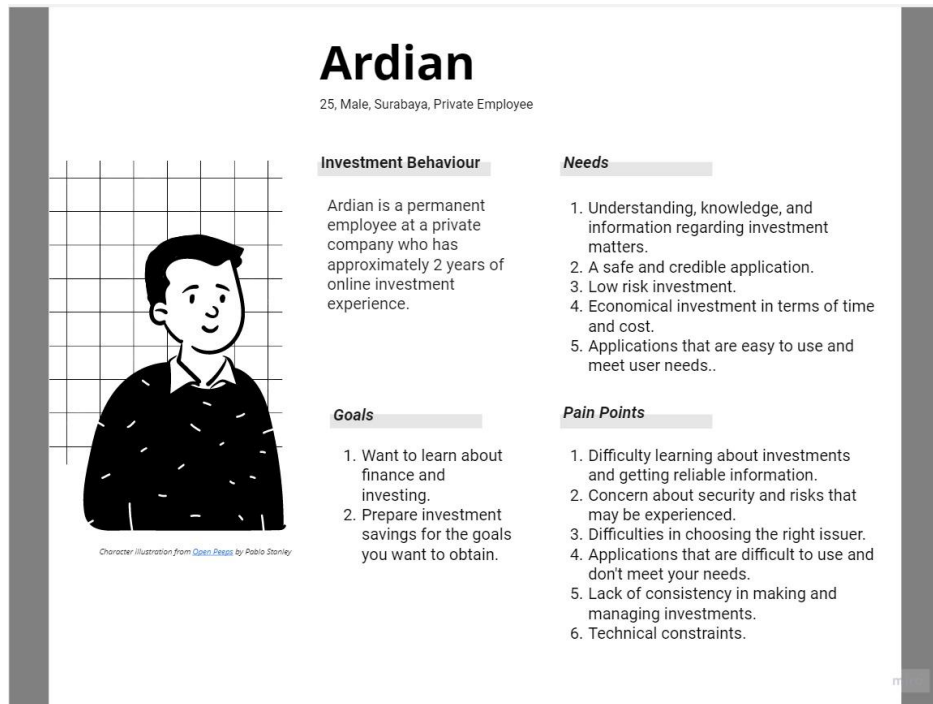 Ardian
25, Male, Surabaya, Private Employee
Investment Behaviour
Ardian is a permanent
employee at a private
company who has
approximately 2 years of
online investment
experience.
Needs
1. Understanding, knowledge, and
information regarding investment
matters.
2. A safe and credible application.
3. Low risk investment.
4. Economical investment in terms of time
and cost.
5. Applications that are easy to use and
meet user needs..
Goals
1. Want to learn about
finance and
investing.
2. Prepare investment
savings for the goals
you want to obtain.
Pain Points
1. Difficulty learning about investments
and getting reliable information.
2. Concern about security and risks that
may be experienced.
3. Difficulties in choosing the right issuer.
4. Applications that are difficult to use and
don't meet your needs.
5. Lack of consistency in making and
managing investments.
6. Technical constraints.
Character illustration from Open Peeps by Pablo Stanley